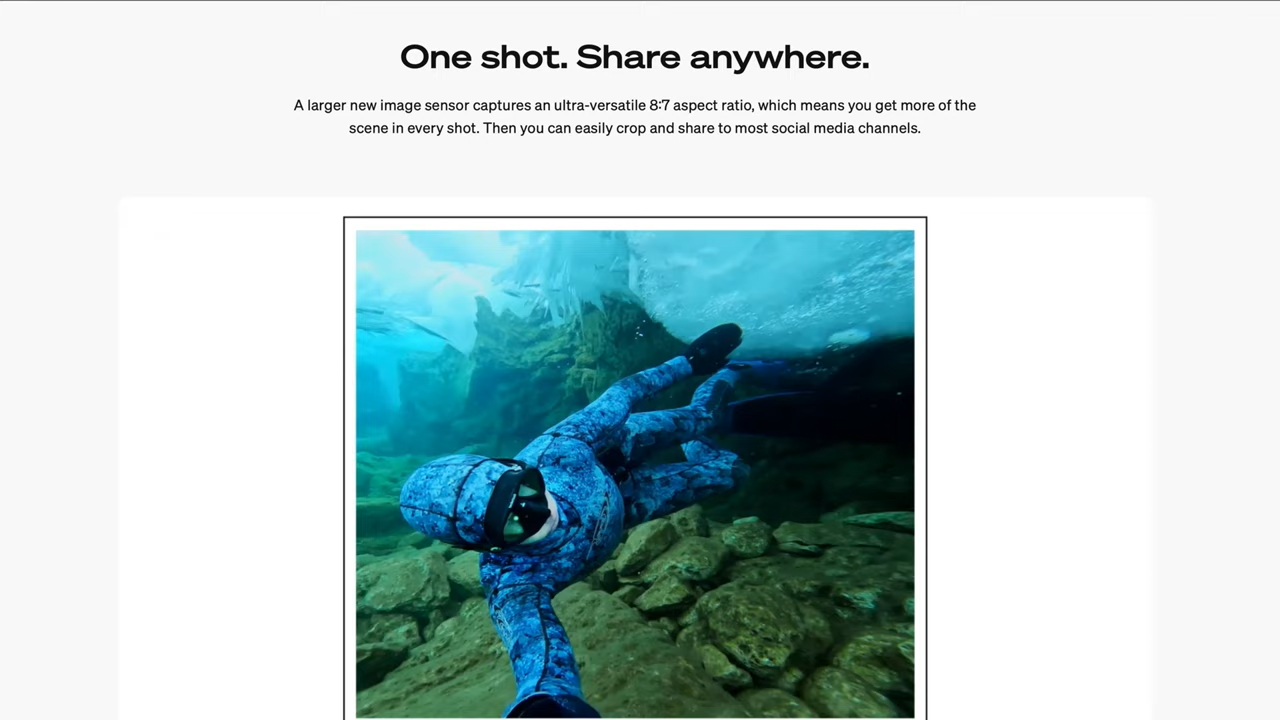 One shot. Share anywhere.
A larger new image sensor captures an ultra-versatile 8:7 aspect ratio, which means you get more of the
scene in every shot. Then you can easily crop and share to most social media channels.